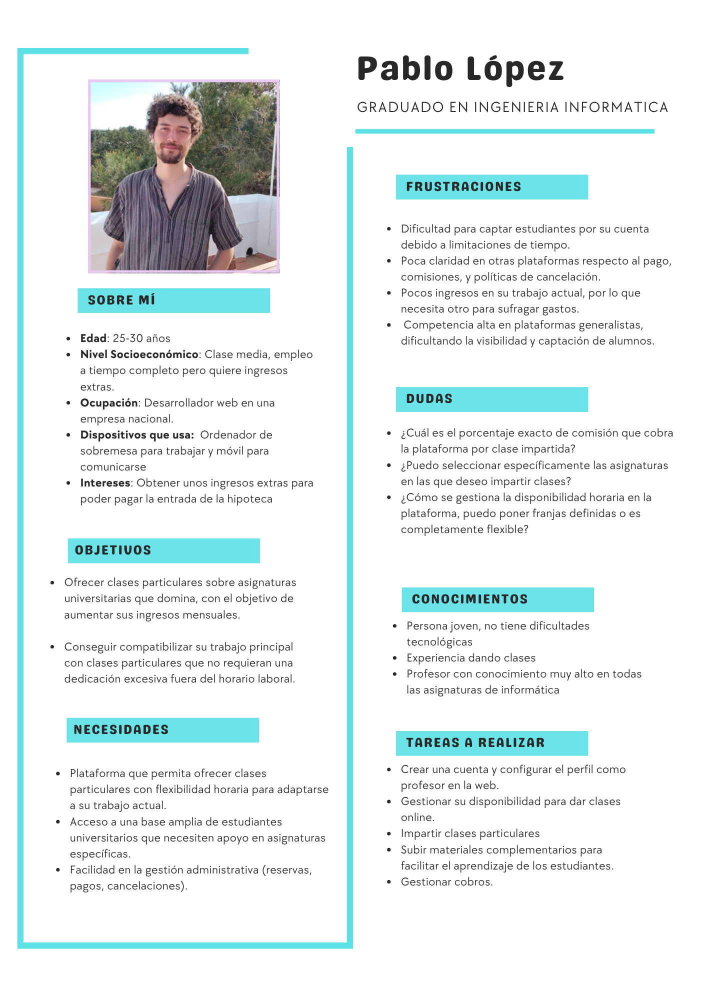 Pablo López
GRADUADO EN INGENIERIA INFORMATICA
SOBRE MÍ
• Edad: 25-30 años
• Nivel Socioeconómico: Clase media, empleo
a tiempo completo pero quiere ingresos
extras.
• Ocupación: Desarrollador web en una
empresa nacional.
• Dispositivos que usa: Ordenador de
sobremesa para trabajar y móvil para
comunicarse
• Intereses: Obtener unos ingresos extras para
poder pagar la entrada de la hipoteca
OBJETIVOS
• Ofrecer clases particulares sobre asignaturas
universitarias que domina, con el objetivo de
aumentar sus ingresos mensuales.
• Conseguir compatibilizar su trabajo principal
con clases particulares que no requieran una
dedicación excesiva fuera del horario laboral.
NECESIDADES
• Plataforma que permita ofrecer clases
particulares con flexibilidad horaria para adaptarse
a su trabajo actual.
• Acceso a una base amplia de estudiantes
universitarios que necesiten apoyo en asignaturas
específicas.
• Facilidad en la gestión administrativa (reservas,
pagos, cancelaciones).
FRUSTRACIONES
• Dificultad para captar estudiantes por su cuenta
debido a limitaciones de tiempo.
• Poca claridad en otras plataformas respecto al pago,
comisiones, y políticas de cancelación.
• Pocos ingresos en su trabajo actual, por lo que
necesita otro para sufragar gastos.
• Competencia alta en plataformas generalistas,
dificultando la visibilidad y captación de alumnos.
DUDAS
• ¿Cuál es el porcentaje exacto de comisión que cobra
la plataforma por clase impartida?
• ¿Puedo seleccionar específicamente las asignaturas
en las que deseo impartir clases?
• ¿Cómo se gestiona la disponibilidad horaria en la
plataforma, puedo poner franjas definidas o es
completamente flexible?
CONOCIMIENTOS
• Persona joven, no tiene dificultades
tecnológicas
• Experiencia dando clases
• Profesor con conocimiento muy alto en todas
las asignaturas de informática
TAREAS A REALIZAR
• Crear una cuenta y configurar el perfil como
profesor en la web.
• Gestionar su disponibilidad para dar clases
online.
• Impartir clases particulares
• Subir materiales complementarios para
facilitar el aprendizaje de los estudiantes.
• Gestionar cobros.